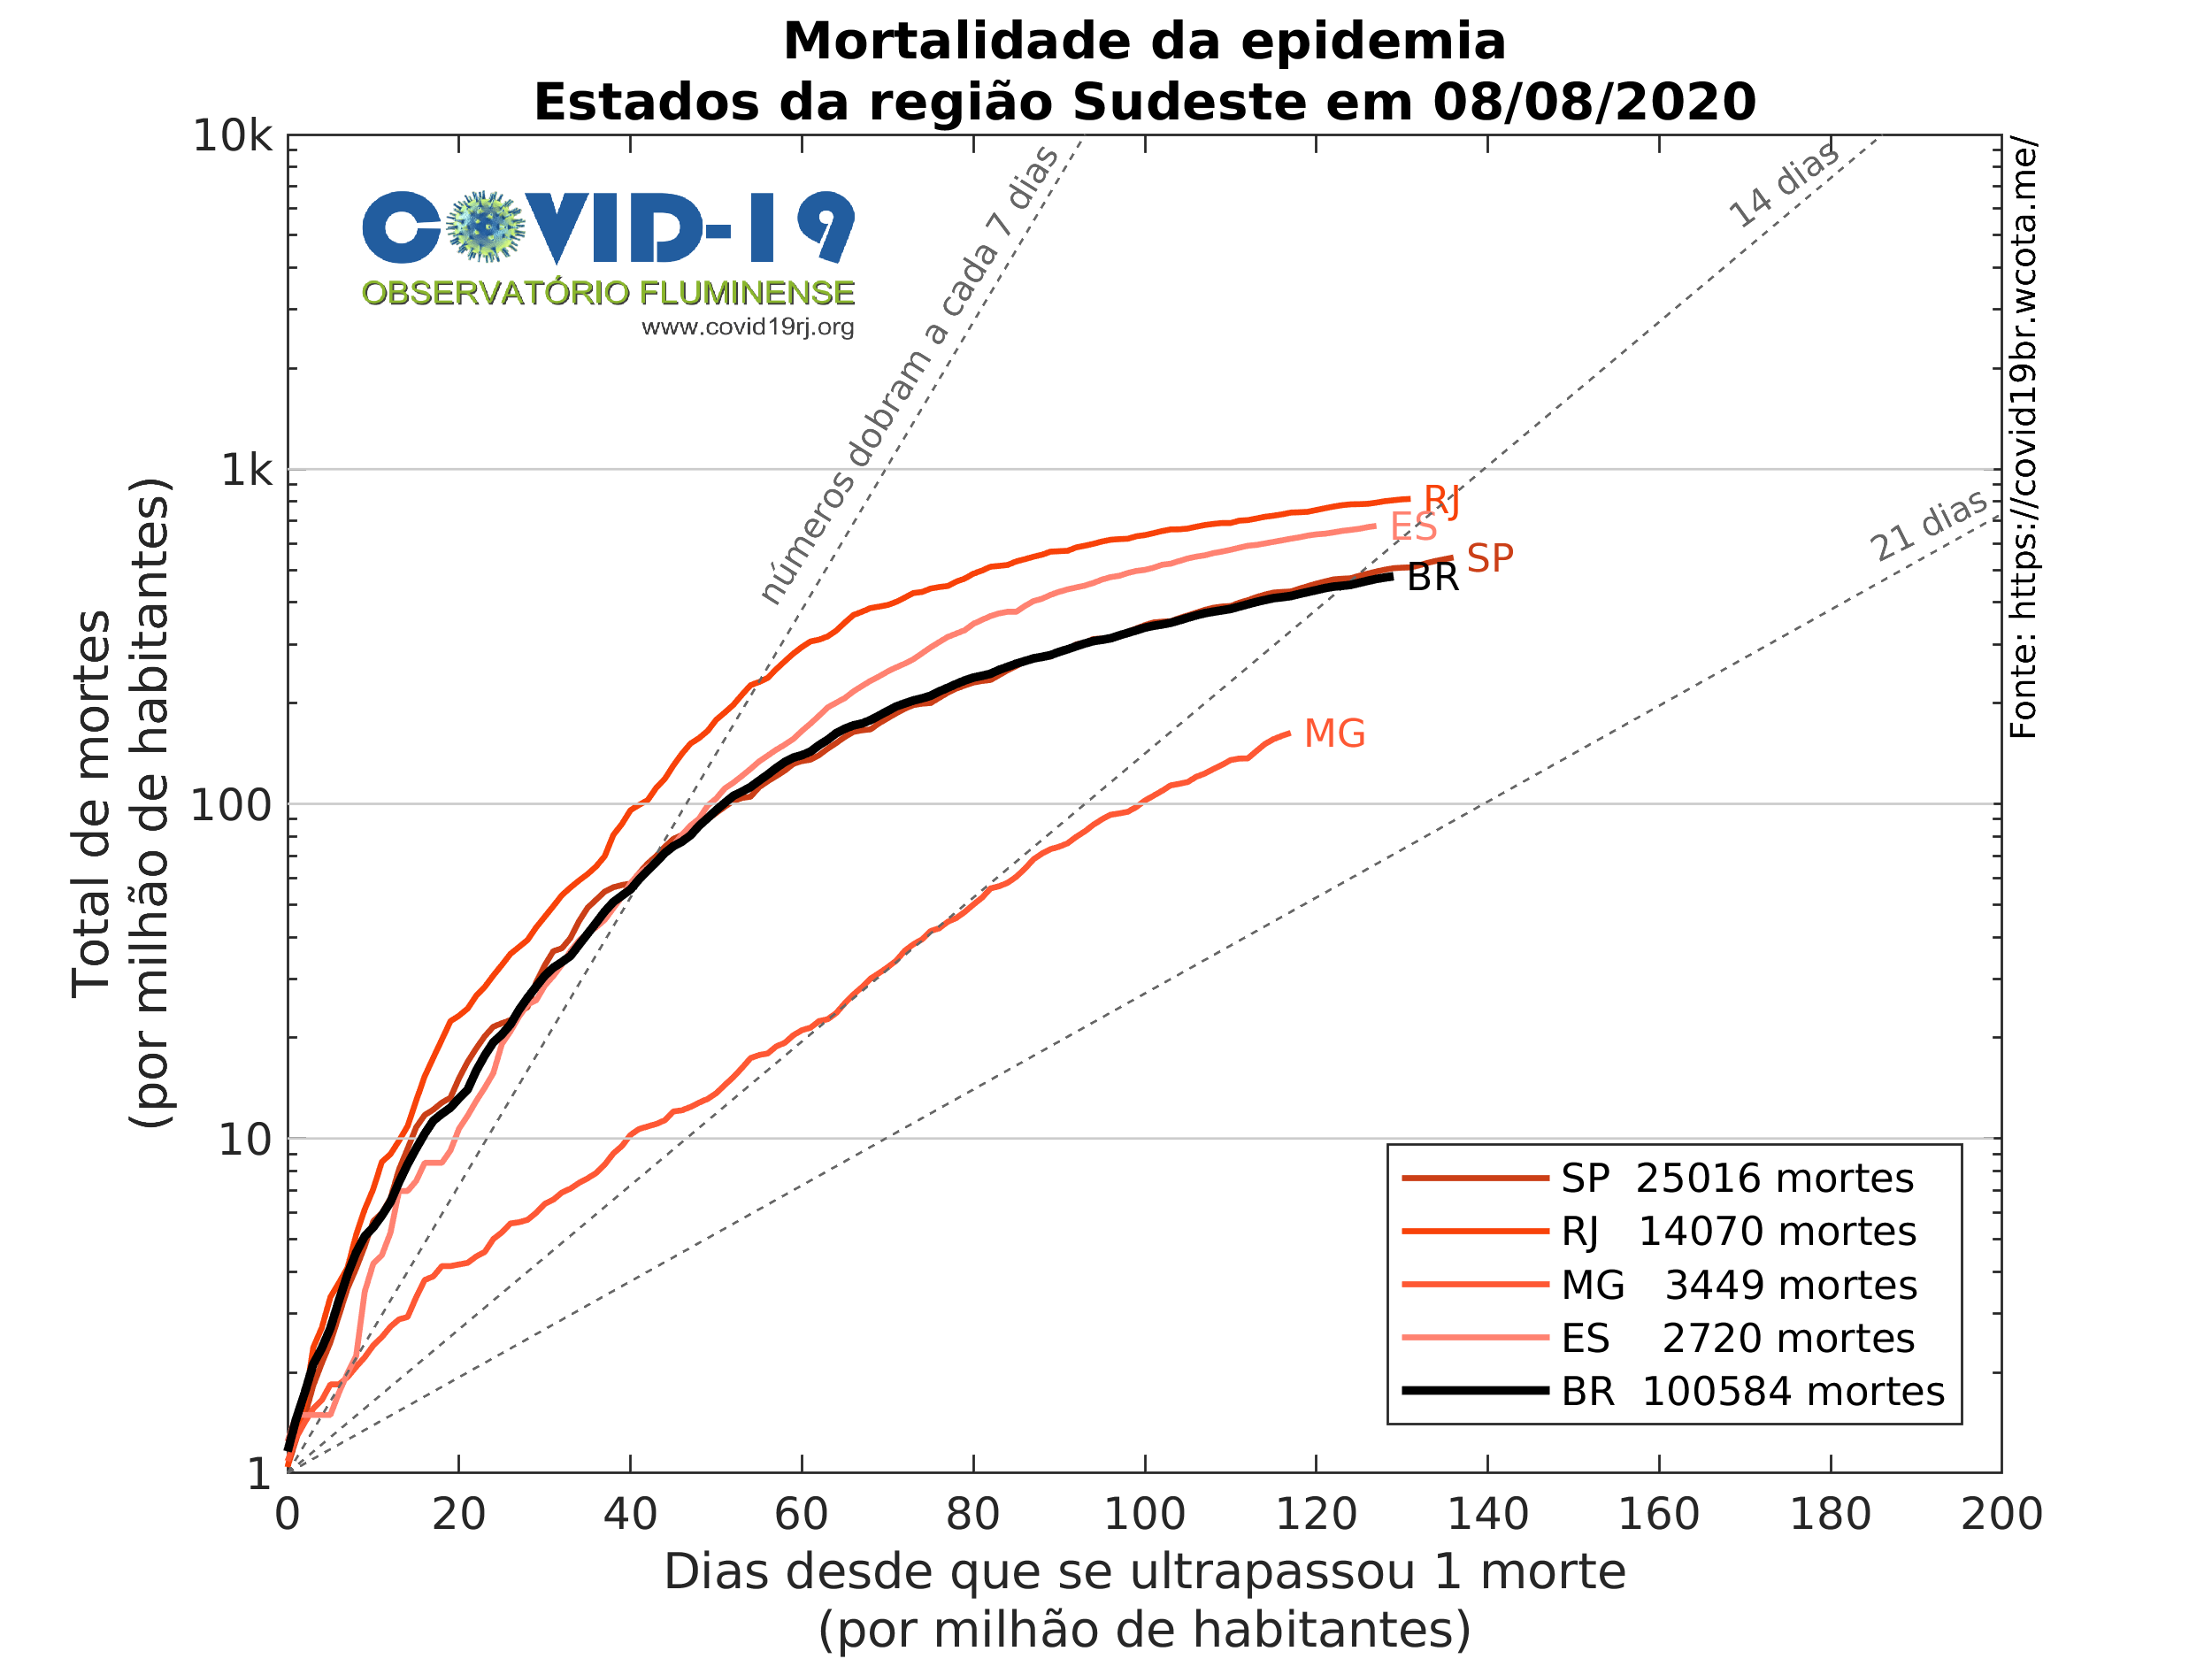 Mortalidade da epidemia
Estados da região Sudeste em 08/08/2020
COVID-19
OBSERVATÓRIO FLUMINENSE
www.covid19rj.org
números dobram a cada 7 dias
14 dias
21 dias
Fonte: https://covid19br.wcota.me/
Total de mortes
(por milhão de habitantes)
10k
1k
100
10
1
RJ
ES
SP
BR
MG
SP 25016 mortes
RJ 14070 mortes
MG 3449 mortes
ES 2720 mortes
BR 100584 mortes
0 20 40 60 80 100 120 140 160 180 200
Dias desde que se ultrapassou 1 morte
(por milhão de habitantes)